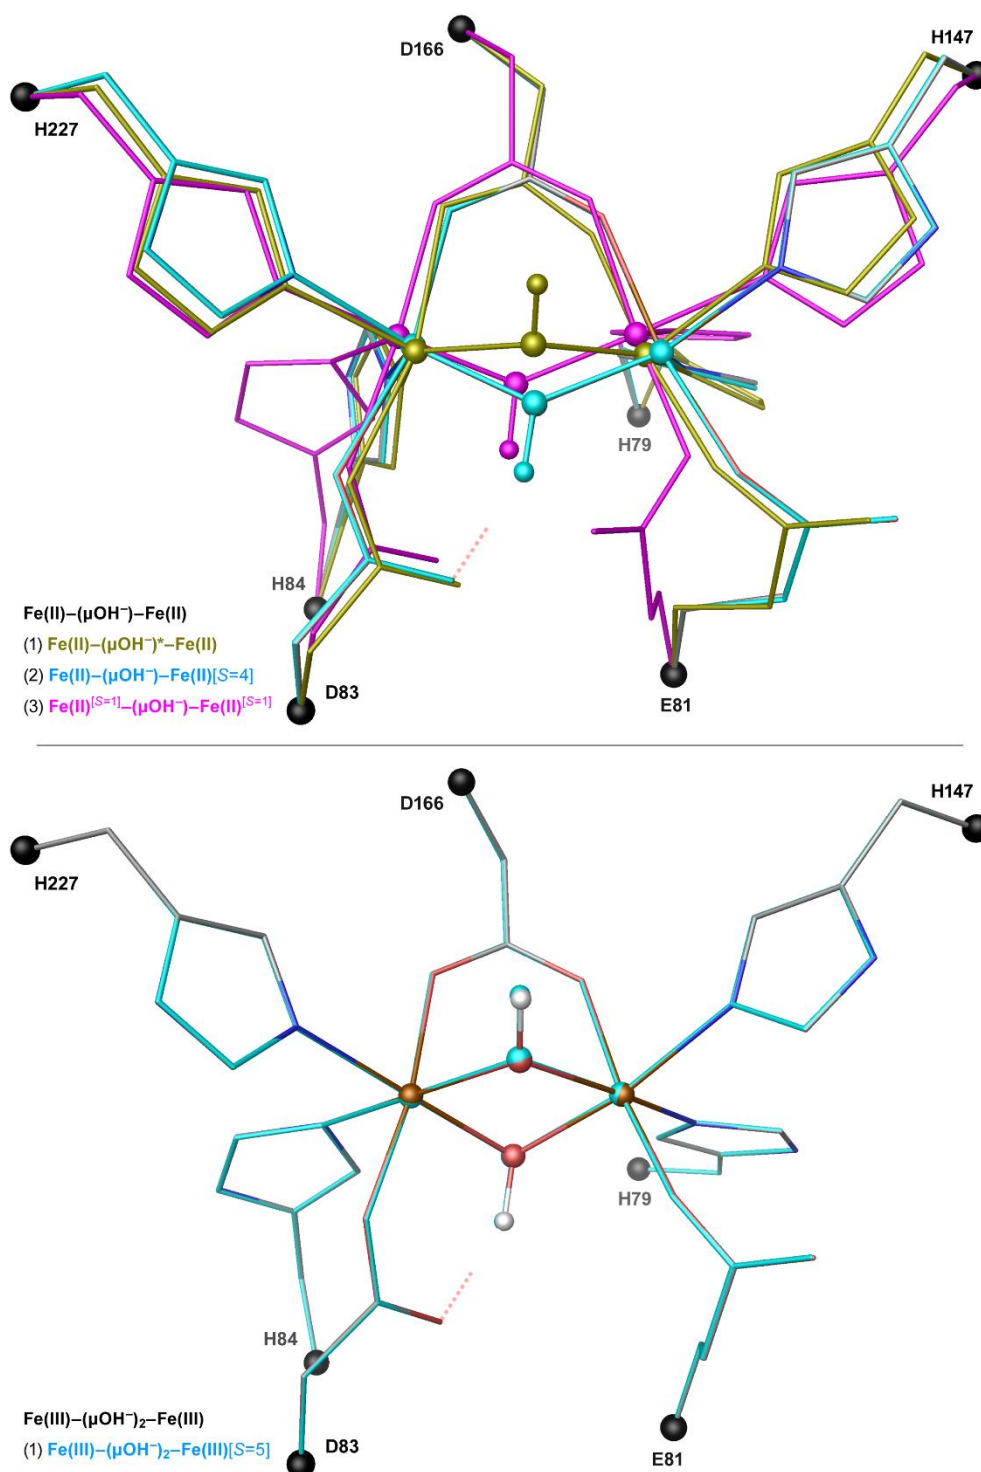 D166
H147
H227
H79
H84
Fe(II)–(μOH⁻)–Fe(II)
(1) Fe(II)–(μOH⁻)*–Fe(II)
(2) Fe(II)–(μOH⁻)–Fe(II)[S=4]
(3) Fe(II)[S=1]–(μOH⁻)–Fe(II)[S=1]
D83
E81
D166
H147
H227
H79
H84
Fe(III)–(μOH⁻)₂–Fe(III)
(1) Fe(III)–(μOH⁻)₂–Fe(III)[S=5]
D83
E81